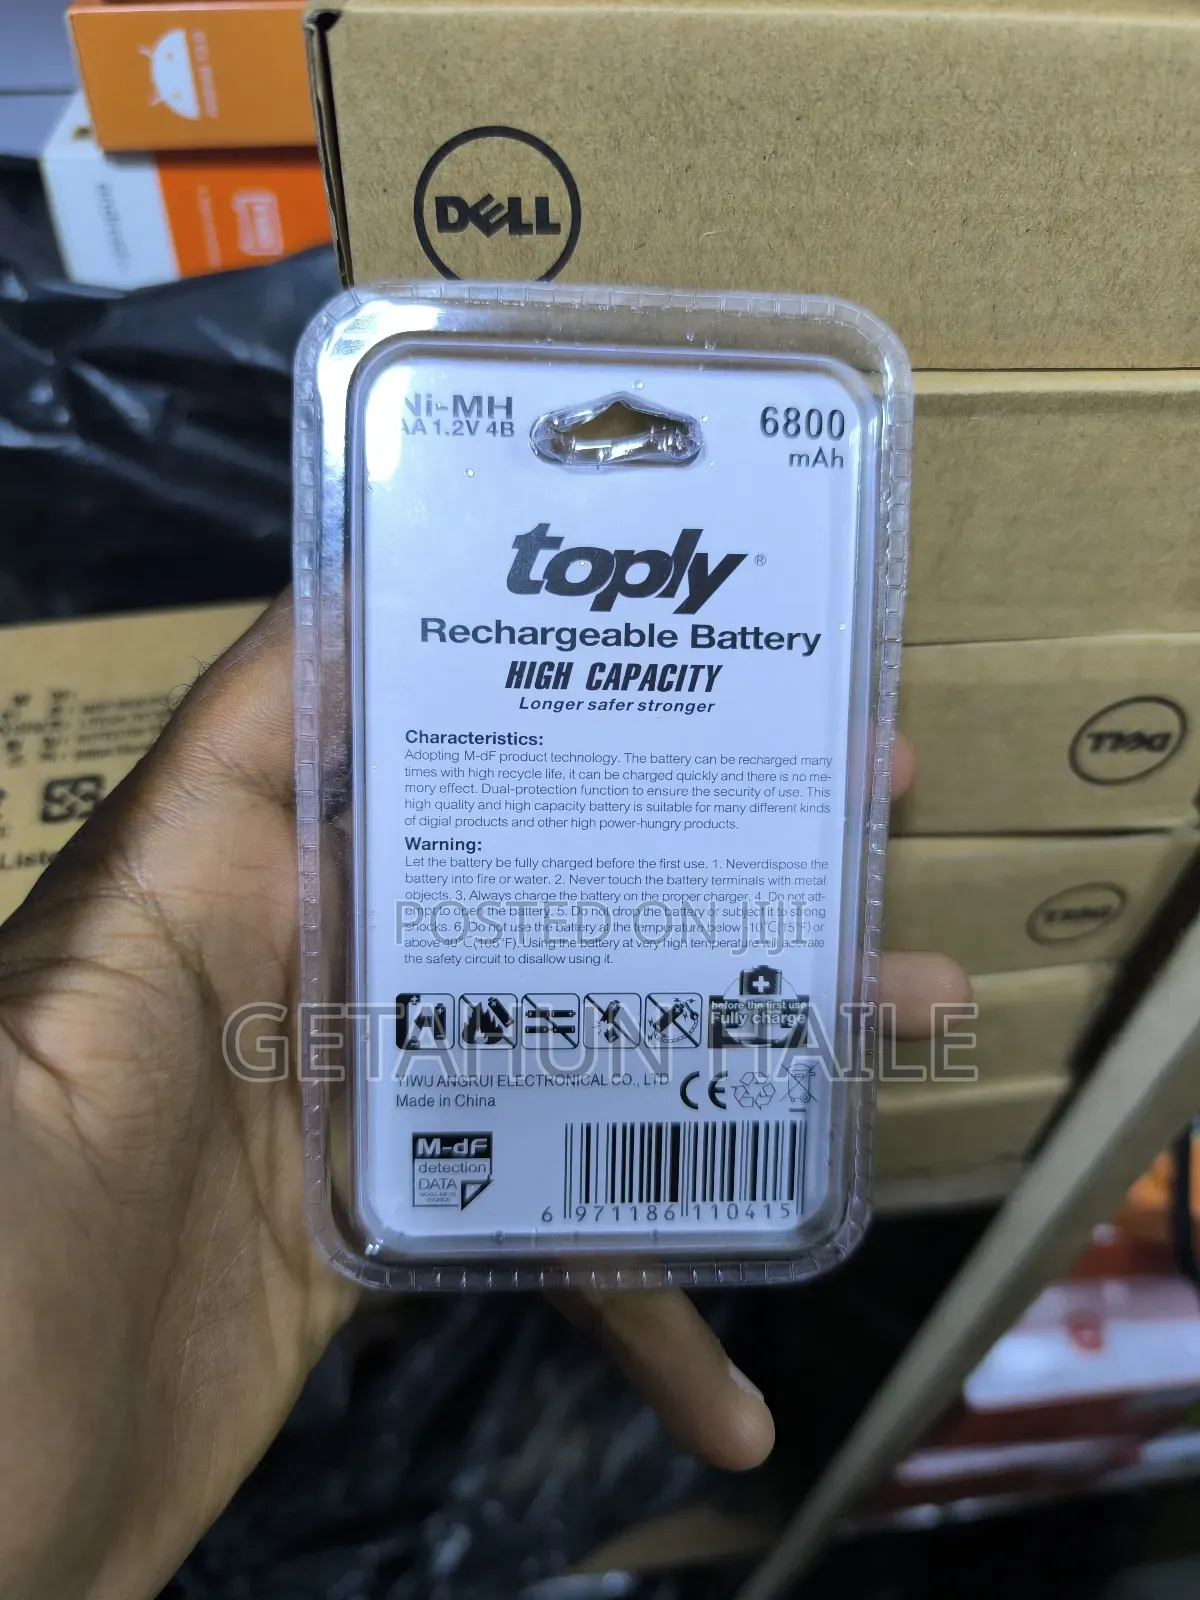 DELL
Ni-MH
AA 1.2V 4B
6800
mAh
toply®
Rechargeable Battery
HIGH CAPACITY
Longer safer stronger
Characteristics:
Adopting M-dF product technology. The battery can be recharged many
times with high recycle life, it can be charged quickly and there is no me-
mory effect. Dual-protection function to ensure the security of use. This
high quality and high capacity battery is suitable for many different kinds
of digial products and other high power-hungry products.
Warning:
Let the battery be fully charged before the first use. 1. Neverdispose the
battery into fire or water. 2. Never touch the battery terminals with metal
objects. 3. Always charge the battery on the proper charger. 4. Do not att-
empt to open the battery. 5. Do not drop the battery or subject it to strong
shocks. 6. Do not use the battery at the temperature below -10°C(15°F) or
above 40°C(105°F). Using the battery at very high temperature will activate
the safety circuit to disallow using it.
POSTED ON JIJI
GETAHUN HAILE
before the first use
Fully charge
YIWU ANGRUI ELECTRONICAL CO., LTD
Made in China
CE
M-dF
detection
DATA
6 971186 110415
DELL
DELL
android
Liste